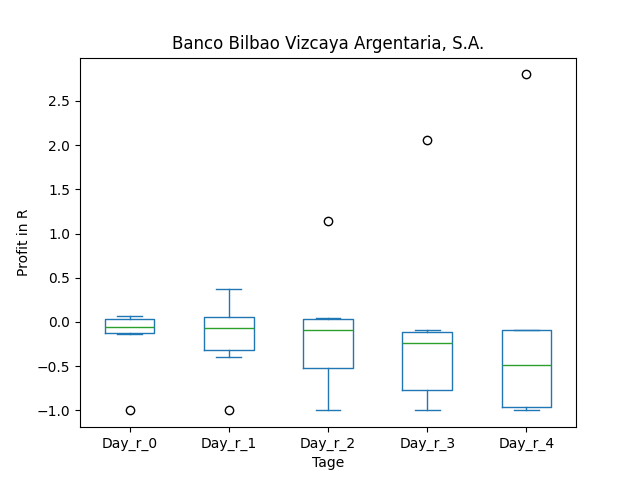 Banco Bilbao Vizcaya Argentaria, S.A.
Profit in R
2.5
2.0
1.5
1.0
0.5
0.0
−0.5
−1.0
Day_r_0 Day_r_1 Day_r_2 Day_r_3 Day_r_4
Tage